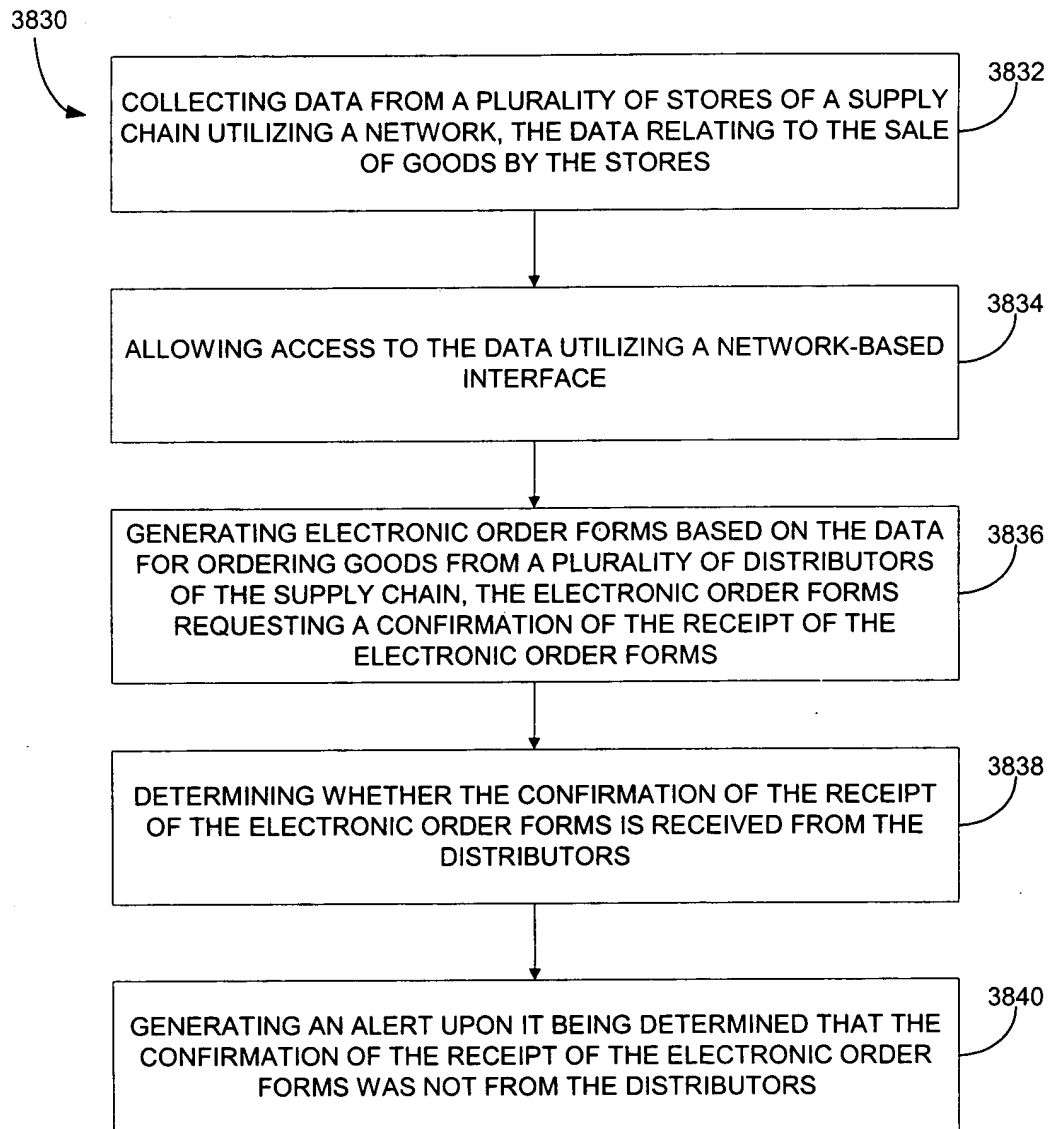 3830
3832
COLLECTING DATA FROM A PLURALITY OF STORES OF A SUPPLY
CHAIN UTILIZING A NETWORK, THE DATA RELATING TO THE SALE
OF GOODS BY THE STORES
3834
ALLOWING ACCESS TO THE DATA UTILIZING A NETWORK-BASED
INTERFACE
3836
GENERATING ELECTRONIC ORDER FORMS BASED ON THE DATA
FOR ORDERING GOODS FROM A PLURALITY OF DISTRIBUTORS
OF THE SUPPLY CHAIN, THE ELECTRONIC ORDER FORMS
REQUESTING A CONFIRMATION OF THE RECEIPT OF THE
ELECTRONIC ORDER FORMS
3838
DETERMINING WHETHER THE CONFIRMATION OF THE RECEIPT
OF THE ELECTRONIC ORDER FORMS IS RECEIVED FROM THE
DISTRIBUTORS
3840
GENERATING AN ALERT UPON IT BEING DETERMINED THAT THE
CONFIRMATION OF THE RECEIPT OF THE ELECTRONIC ORDER
FORMS WAS NOT FROM THE DISTRIBUTORS